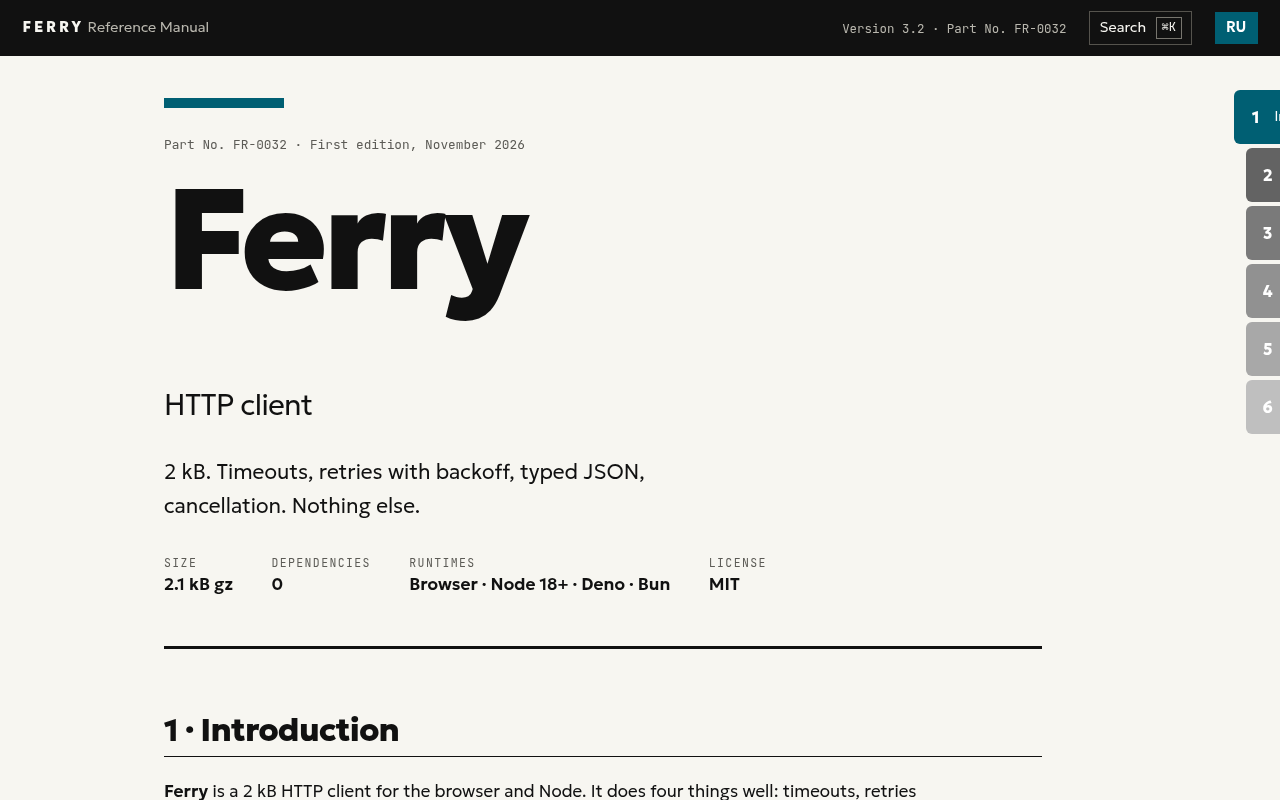 FERRY Reference Manual
Version 3.2 · Part No. FR-0032
Search ⌘K
RU
Part No. FR-0032 · First edition, November 2026
Ferry
HTTP client
2 kB. Timeouts, retries with backoff, typed JSON,
cancellation. Nothing else.
SIZE
2.1 kB gz
DEPENDENCIES
0
RUNTIMES
Browser · Node 18+ · Deno · Bun
LICENSE
MIT
1 · Introduction
Ferry is a 2 kB HTTP client for the browser and Node. It does four things well: timeouts, retries
1
2
3
4
5
6